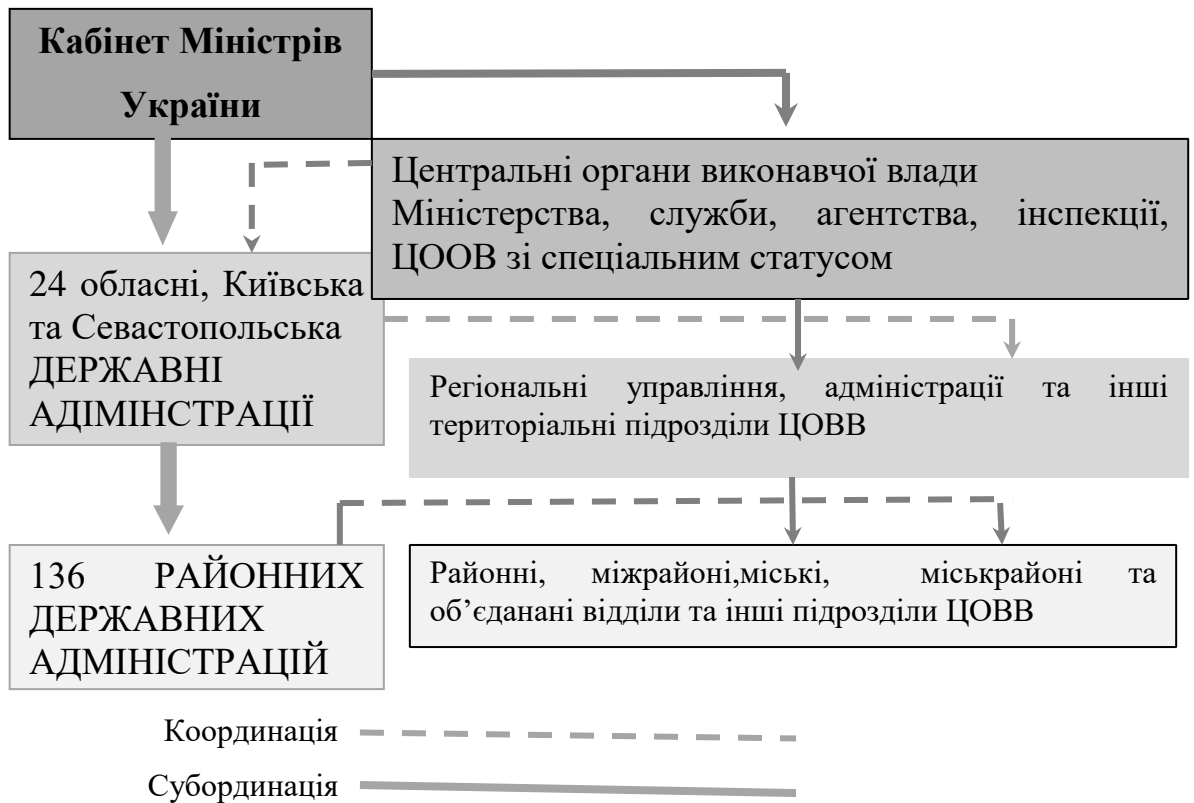 Кабінет Міністрів
України
Центральні органи виконавчої влади
Міністерства, служби, агентства, інспекції,
ЦООВ зі спеціальним статусом
24 обласні, Київська
та Севастопольська
ДЕРЖАВНІ
АДІМІНСТРАЦІЇ
Регіональні управління, адміністрації та інші
територіальні підрозділи ЦОВВ
136 РАЙОННИХ
ДЕРЖАВНИХ
АДМІНІСТРАЦІЙ
Районні, міжрайоні,міські, міськрайоні та
об’єданані відділи та інші підрозділи ЦОВВ
Координація
Субординація